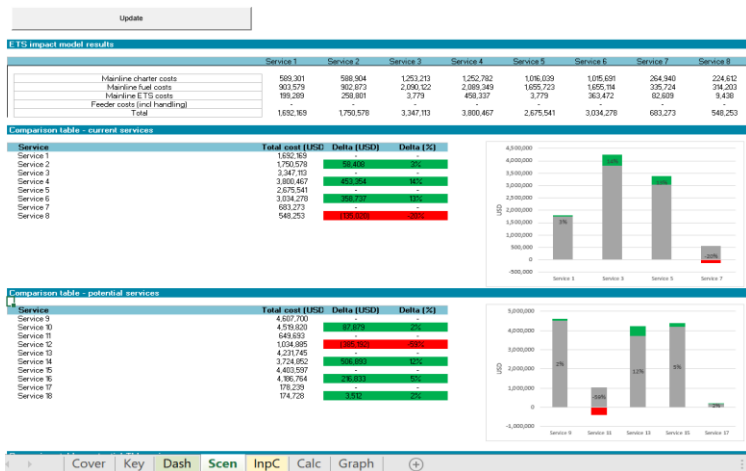 Update
ETS impact model results
Service 1 Service 2 Service 3 Service 4 Service 5 Service 6 Service 7 Service 8
Mainline charter costs 589,301 588,904 1,253,213 1,252,782 1,016,039 1,015,691 264,940 224,612
Mainline fuel costs 903,579 902,873 2,090,122 2,089,349 1,655,723 1,655,114 335,724 314,203
Mainline ETS costs 199,289 258,801 3,779 458,337 3,779 363,472 82,609 9,438
Feeder costs (incl handling) - - - - - - - -
Total 1,692,169 1,750,578 3,347,113 3,800,467 2,675,541 3,034,278 683,273 548,253
Comparison table - current services
Service Total cost (USD Delta (USD) Delta (%)
Service 1 1,692,169 - -
Service 2 1,750,578 58,408 3%
Service 3 3,347,113 - -
Service 4 3,800,467 453,354 14%
Service 5 2,675,541 - -
Service 6 3,034,278 358,737 13%
Service 7 683,273 - -
Service 8 548,253 (135,020) -20%
4,500,000
4,000,000
3,500,000
3,000,000
2,500,000
2,000,000
1,500,000
1,000,000
500,000
0
-500,000
USD
3% 14% 13% -20%
Service 1 Service 3 Service 5 Service 7
Comparison table - potential services
Service Total cost (USD Delta (USD) Delta (%)
Service 9 4,607,700 - -
Service 10 4,519,820 87,879 2%
Service 11 649,693 - -
Service 12 1,034,885 (385,192) -59%
Service 13 4,231,745 - -
Service 14 3,724,852 506,893 12%
Service 15 4,403,597 - -
Service 16 4,186,764 216,833 5%
Service 17 178,239 - -
Service 18 174,728 3,512 2%
5,000,000
4,000,000
3,000,000
2,000,000
1,000,000
0
-1,000,000
USD
2% -59% 12% 5% 2%
Service 9 Service 11 Service 13 Service 15 Service 17
Cover Key Dash Scen InpC Calc Graph